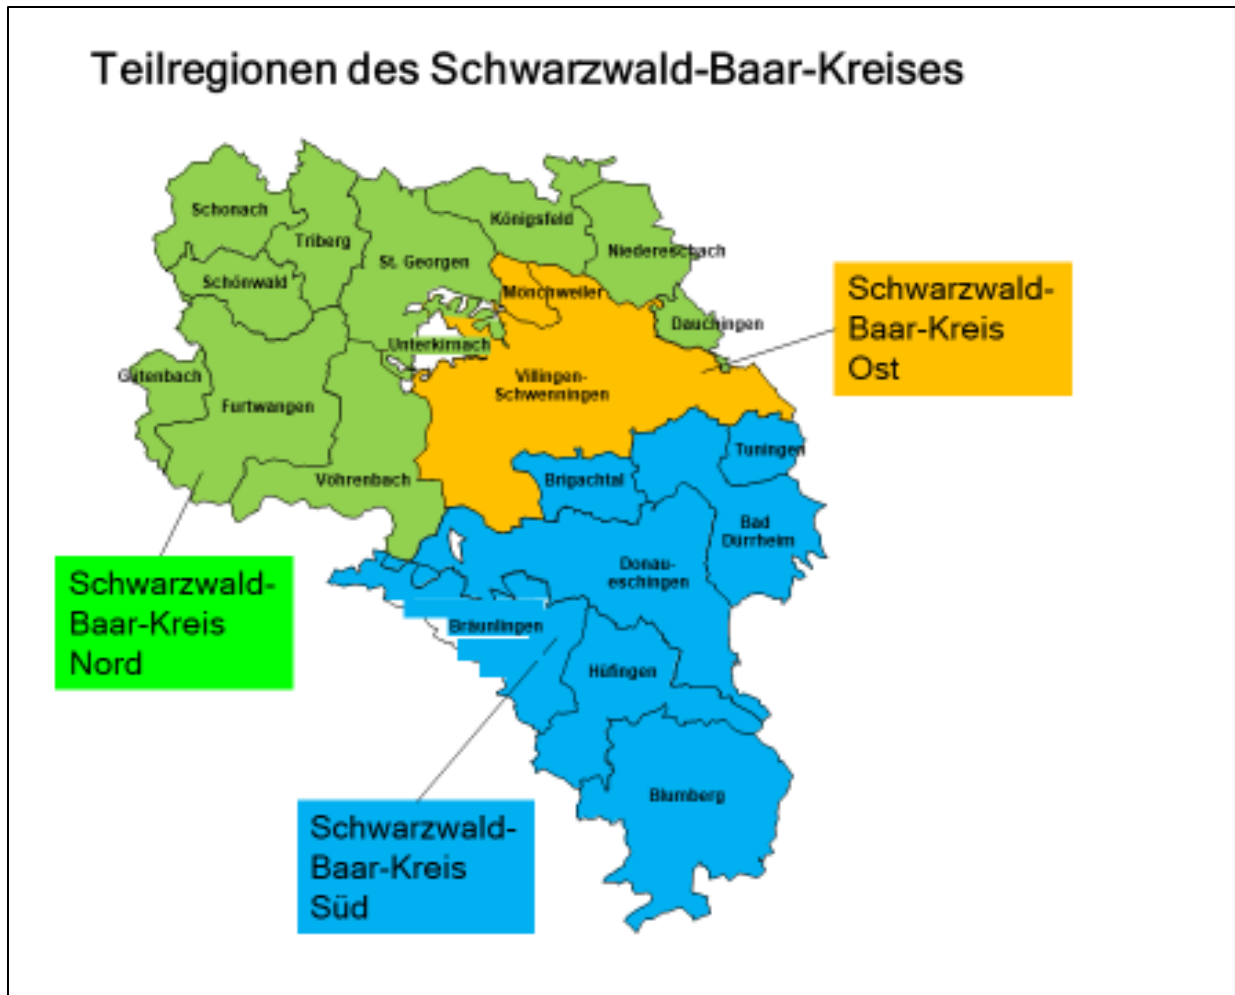 Teilregionen des Schwarzwald-Baar-Kreises
Schonach
Triberg
Königsfeld
Niedereschach
St. Georgen
Schönwald
Mönchweiler
Dauchingen
Unterkirnach
Gütenbach
Villingen-
Schwenningen
Furtwangen
Vöhrenbach
Tuningen
Brigachtal
Bad
Dürrheim
Donau-
eschingen
Bräunlingen
Hüfingen
Blumberg
Schwarzwald-
Baar-Kreis
Ost
Schwarzwald-
Baar-Kreis
Nord
Schwarzwald-
Baar-Kreis
Süd